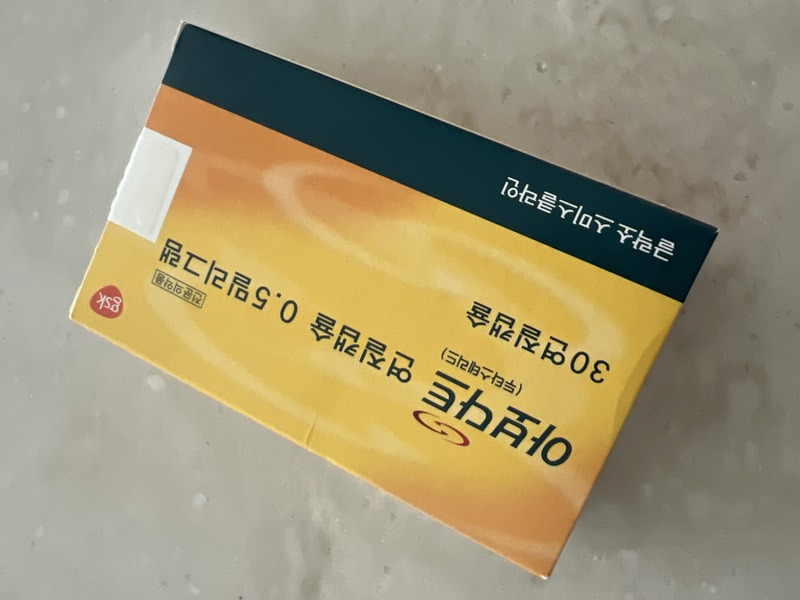 아보다트 연질캡슐 0.5밀리그램
(두타스테리드)
전문의약품
30연질캡슐
gsk
글락소 스미스클라인